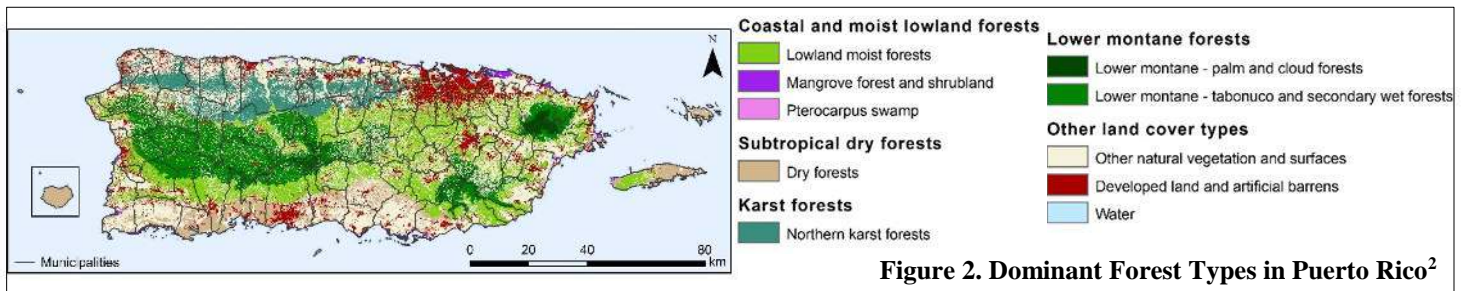 N
Municipalities
0 20 40 80
km
Coastal and moist lowland forests
Lowland moist forests
Mangrove forest and shrubland
Pterocarpus swamp
Subtropical dry forests
Dry forests
Karst forests
Northern karst forests
Lower montane forests
Lower montane - palm and cloud forests
Lower montane - tabonuco and secondary wet forests
Other land cover types
Other natural vegetation and surfaces
Developed land and artificial barrens
Water
Figure 2. Dominant Forest Types in Puerto Rico²